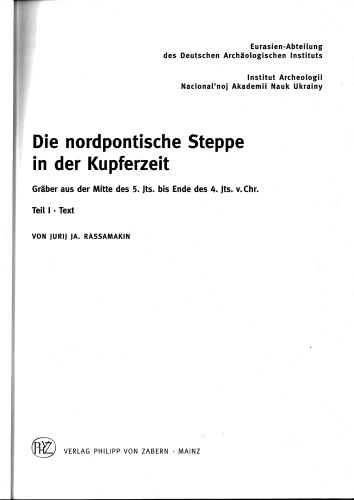 Eurasien-Abteilung
des Deutschen Archäologischen Instituts
Institut Archeologii
Nacional'noj Akademii Nauk Ukrainy
Die nordpontische Steppe
in der Kupferzeit
Gräber aus der Mitte des 5. Jts. bis Ende des 4. Jts. v. Chr.
Teil I · Text
VON JURIJ JA. RASSAMAKIN
PHVZ
VERLAG PHILIPP VON ZABERN · MAINZ